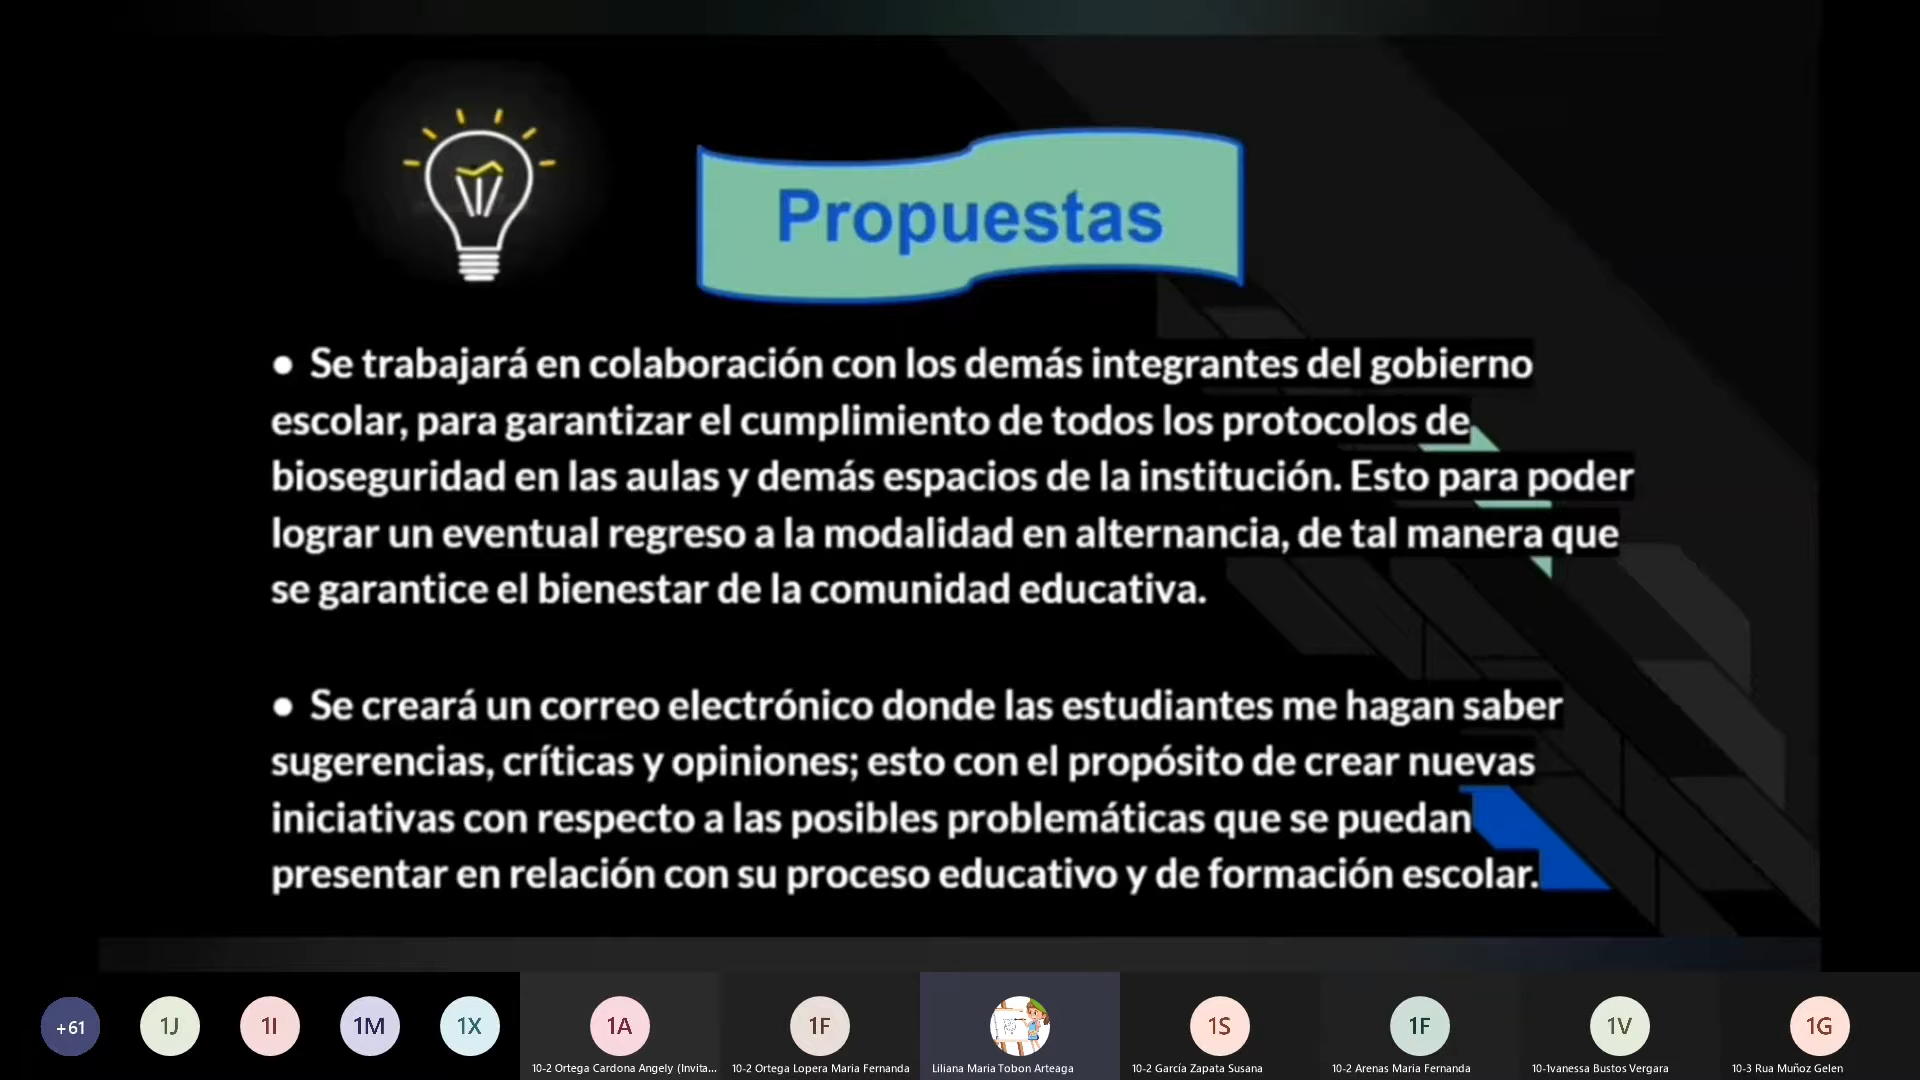 Propuestas
● Se trabajará en colaboración con los demás integrantes del gobierno
escolar, para garantizar el cumplimiento de todos los protocolos de
bioseguridad en las aulas y demás espacios de la institución. Esto para poder
lograr un eventual regreso a la modalidad en alternancia, de tal manera que
se garantice el bienestar de la comunidad educativa.
● Se creará un correo electrónico donde las estudiantes me hagan saber
sugerencias, críticas y opiniones; esto con el propósito de crear nuevas
iniciativas con respecto a las posibles problemáticas que se puedan
presentar en relación con su proceso educativo y de formación escolar.
+61 1J 1I 1M 1X 1A 1F 1S 1F 1V 1G
10-2 Ortega Cardona Angely (Invita... 10-2 Ortega Lopera Maria Fernanda Liliana Maria Tobon Arteaga 10-2 García Zapata Susana 10-2 Arenas Maria Fernanda 10-1vanessa Bustos Vergara 10-3 Rua Muñoz Gelen